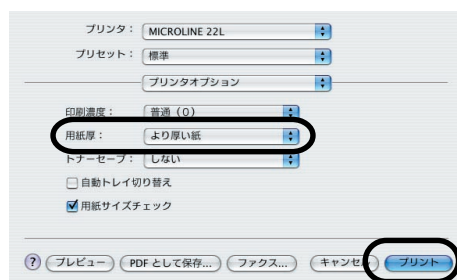 プリンタ： MICROLINE 22L
プリセット： 標準
プリンタオプション
印刷濃度： 普通（0）
用紙厚： より厚い紙
トナーセーブ： しない
自動トレイ切り替え
用紙サイズチェック
? プレビュー PDF として保存... ファクス... キャンセル プリント